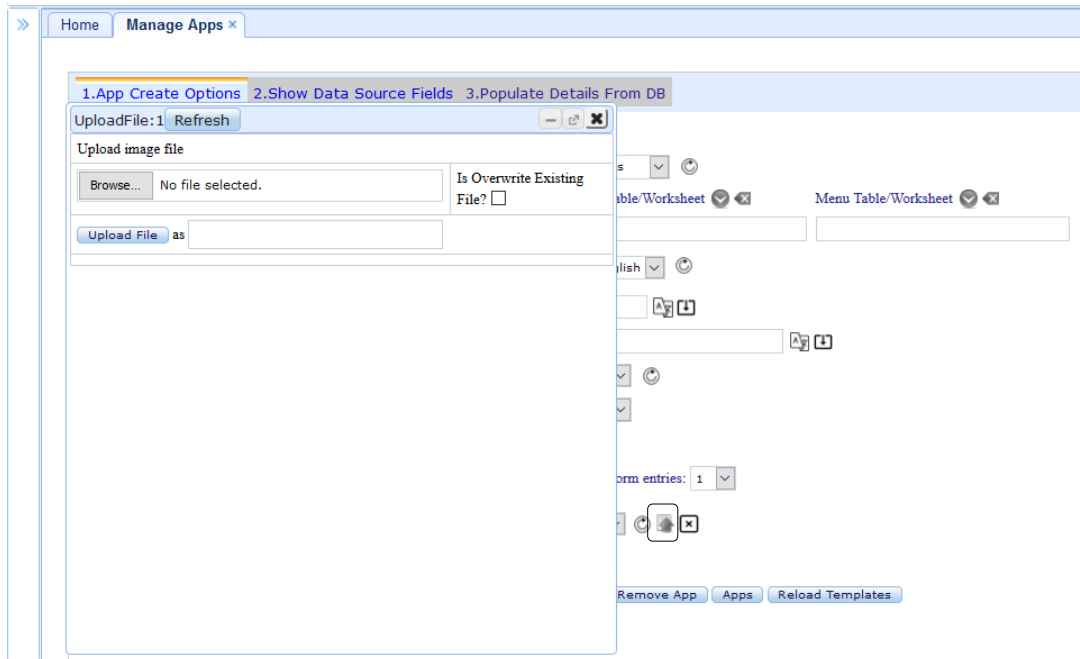 Home Manage Apps ×
1.App Create Options 2.Show Data Source Fields 3.Populate Details From DB
UploadFile:1 Refresh
Upload image file
Browse... No file selected.
Is Overwrite Existing
File?
s
able/Worksheet Menu Table/Worksheet
Upload File as
glish
orm entries: 1
Remove App Apps Reload Templates